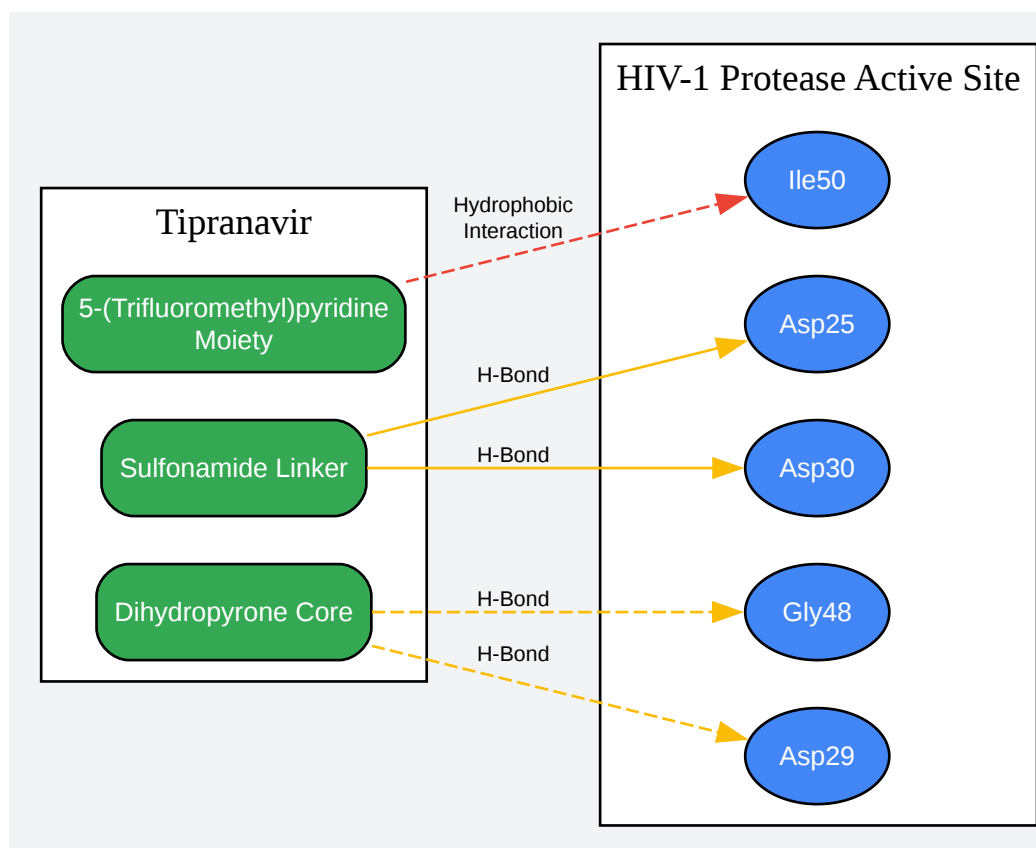 HIV-1 Protease Active Site
Tipranavir
5-(Trifluoromethyl)pyridine
Moiety
Sulfonamide Linker
Dihydropyrone Core
Hydrophobic
Interaction
H-Bond
H-Bond
H-Bond
H-Bond
Ile50
Asp25
Asp30
Gly48
Asp29